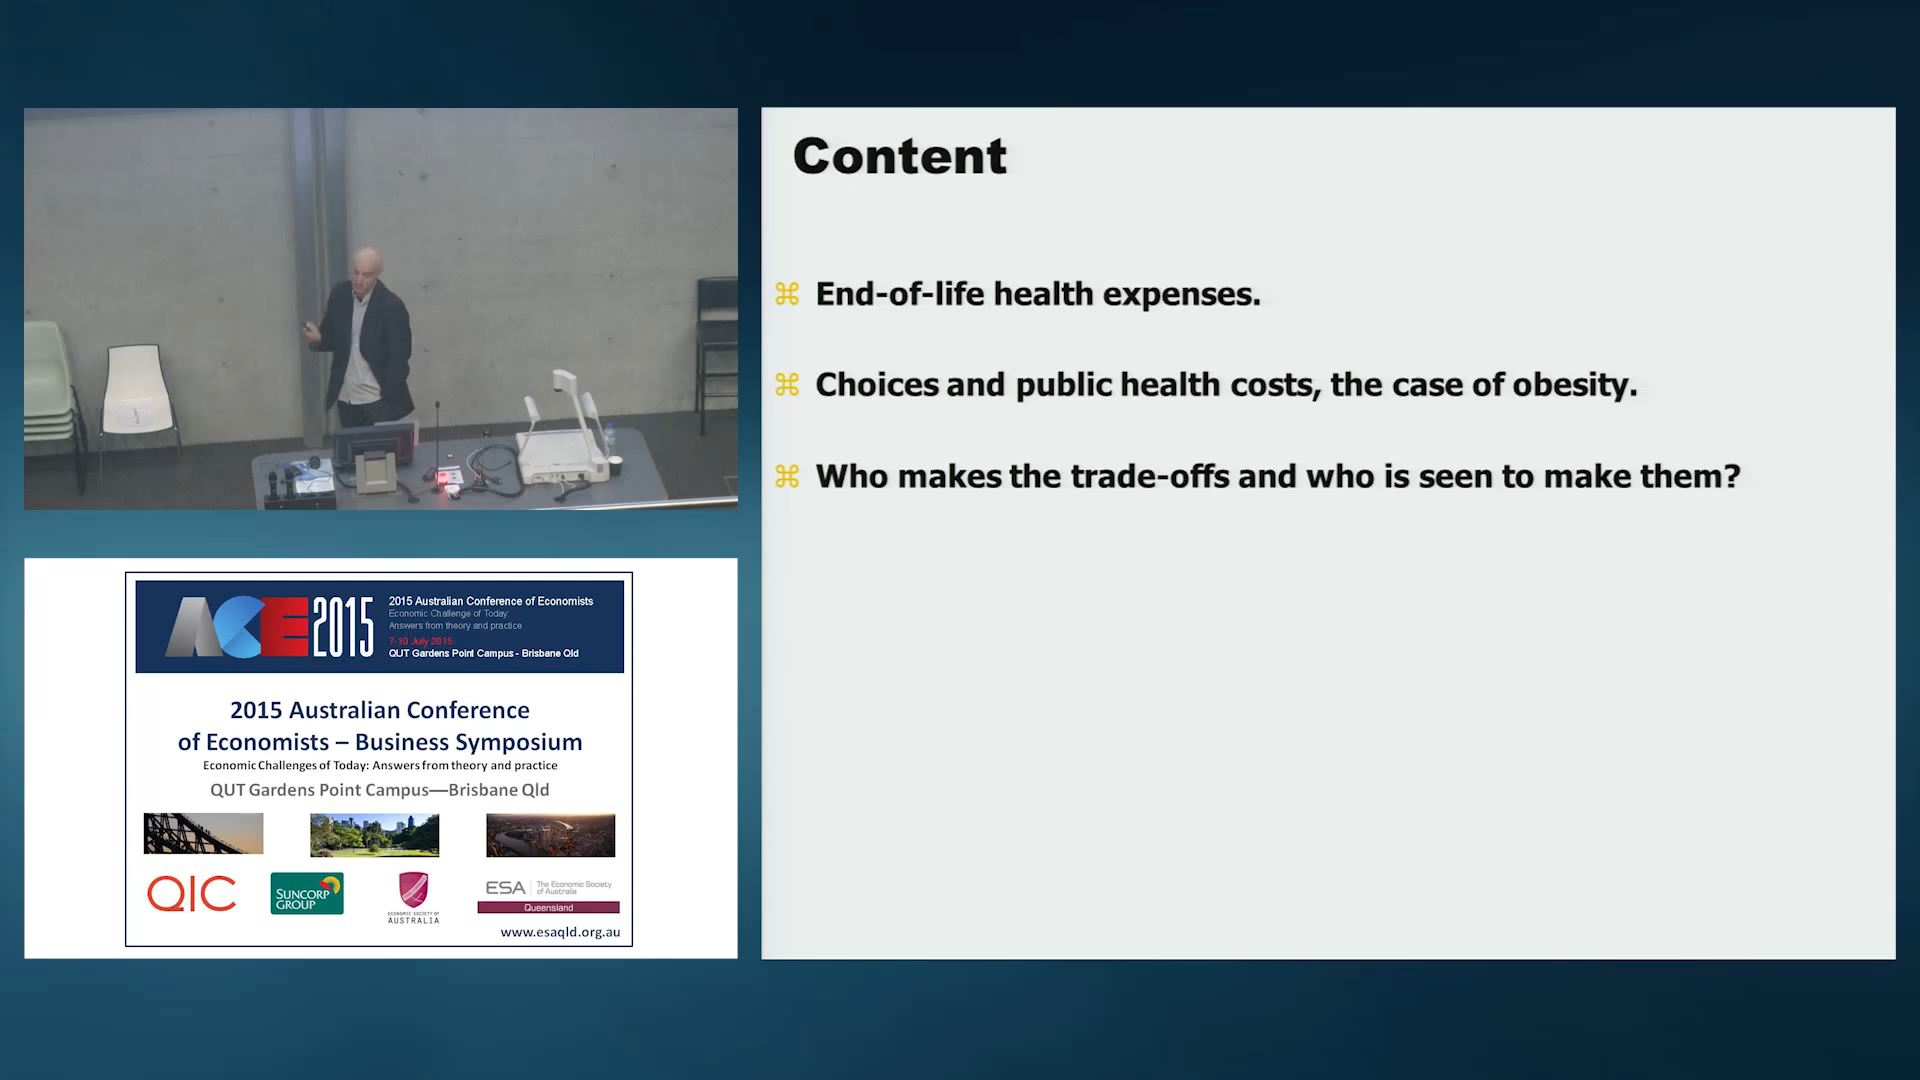 Content
⌘ End-of-life health expenses.
⌘ Choices and public health costs, the case of obesity.
⌘ Who makes the trade-offs and who is seen to make them?
ACE2015
2015 Australian Conference of Economists
Economic Challenge of Today:
Answers from theory and practice
7-10 July 2015
QUT Gardens Point Campus - Brisbane Qld
2015 Australian Conference
of Economists – Business Symposium
Economic Challenges of Today: Answers from theory and practice
QUT Gardens Point Campus—Brisbane Qld
QIC
SUNCORP
GROUP
ECONOMIC SOCIETY OF
AUSTRALIA
ESA
The Economic Society
of Australia
Queensland
www.esaqld.org.au